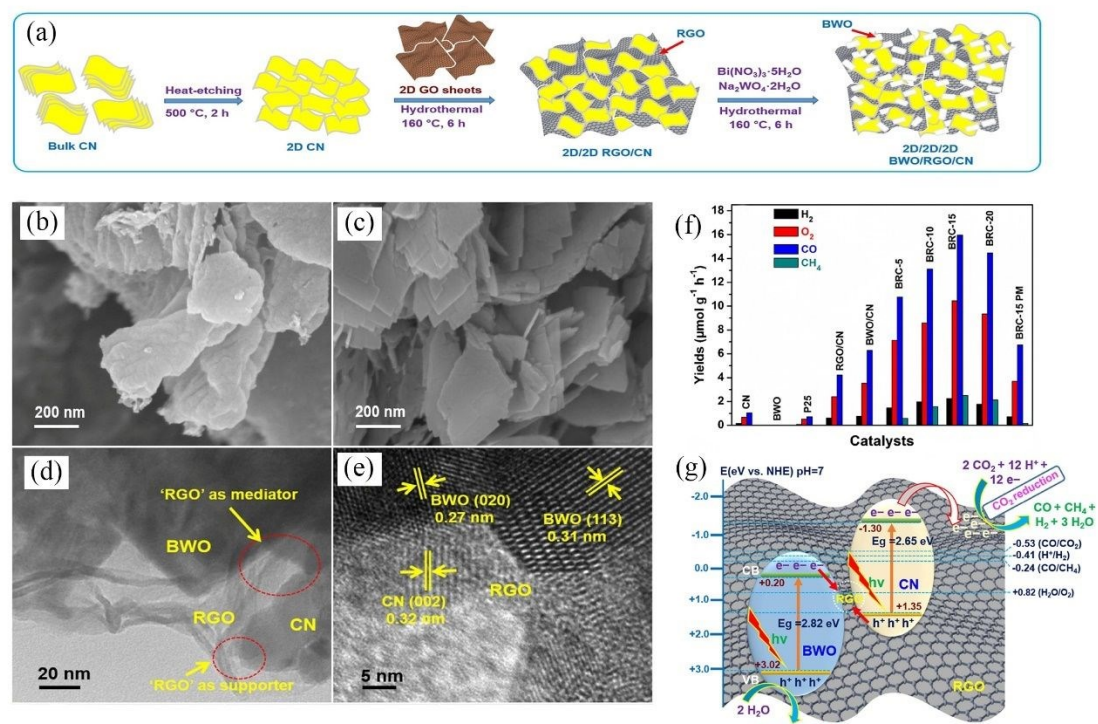 (a)
RGO
BWO
Heat-etching
500 °C, 2 h
2D GO sheets
Hydrothermal
160 °C, 6 h
Bi(NO3)3·5H2O
Na2WO4·2H2O
Hydrothermal
160 °C, 6 h
Bulk CN
2D CN
2D/2D RGO/CN
2D/2D/2D
BWO/RGO/CN
(b)
200 nm
(c)
200 nm
(d)
'RGO' as mediator
BWO
RGO
CN
20 nm
'RGO' as supporter
(e)
BWO (020)
0.27 nm
BWO (113)
0.31 nm
CN (002)
0.32 nm
RGO
5 nm
(f)
Yields (μmol g⁻¹ h⁻¹)
18
16
14
12
10
8
6
4
2
0
H2
O2
CO
CH4
CN
BWO
P25
RGO/CN
BWO/CN
BRC-5
BRC-10
BRC-15
BRC-20
BRC-15 PM
Catalysts
(g)
E(eV vs. NHE) pH=7
-2.0
-1.0
0.0
+1.0
+2.0
+3.0
2 CO2 + 12 H+ +
12 e–
CO2 reduction
CO + CH4 +
H2 + 3 H2O
e– e– e–
-1.30
Eg =2.65 eV
CN
hν
+1.35
h+ h+ h+
e– e– e–
-0.53 (CO/CO2)
-0.41 (H+/H2)
-0.24 (CO/CH4)
+0.82 (H2O/O2)
CB
e– e– e–
+0.20
RGO
Eg =2.82 eV
hν
BWO
+3.02
VB
h+ h+ h+
RGO
2 H2O